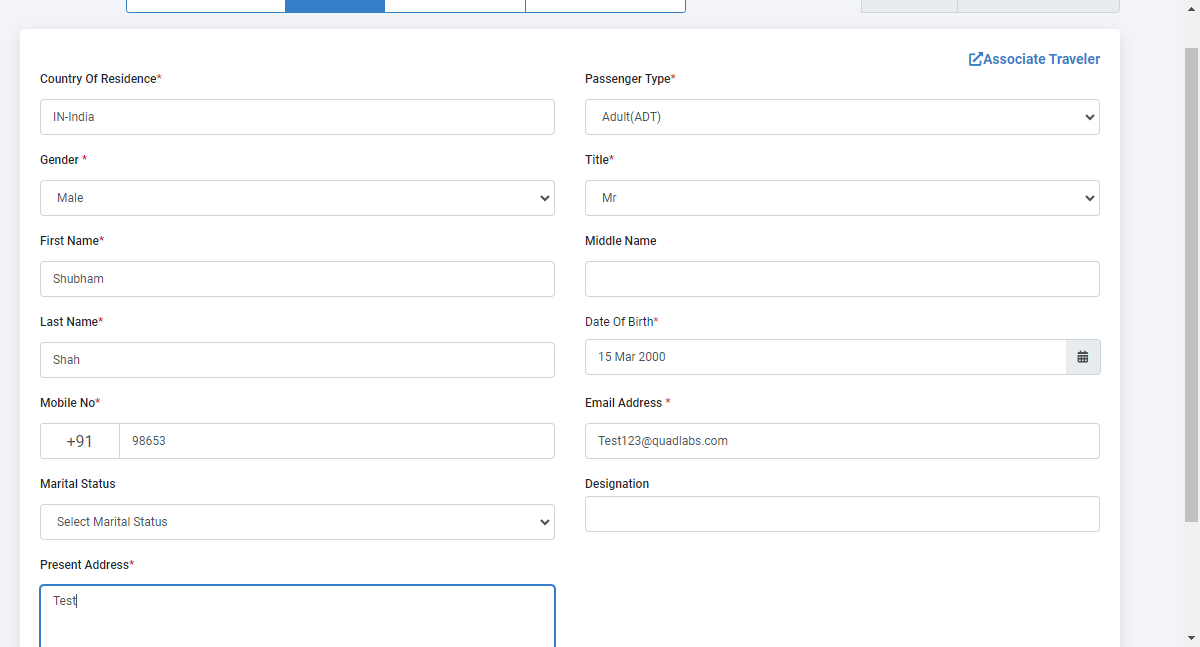 Associate Traveler
Country Of Residence* Passenger Type*
IN-India Adult(ADT)
Gender * Title*
Male Mr
First Name* Middle Name
Shubham
Last Name* Date Of Birth*
Shah 15 Mar 2000
Mobile No* Email Address *
+91 98653 Test123@quadlabs.com
Marital Status Designation
Select Marital Status
Present Address*
Test